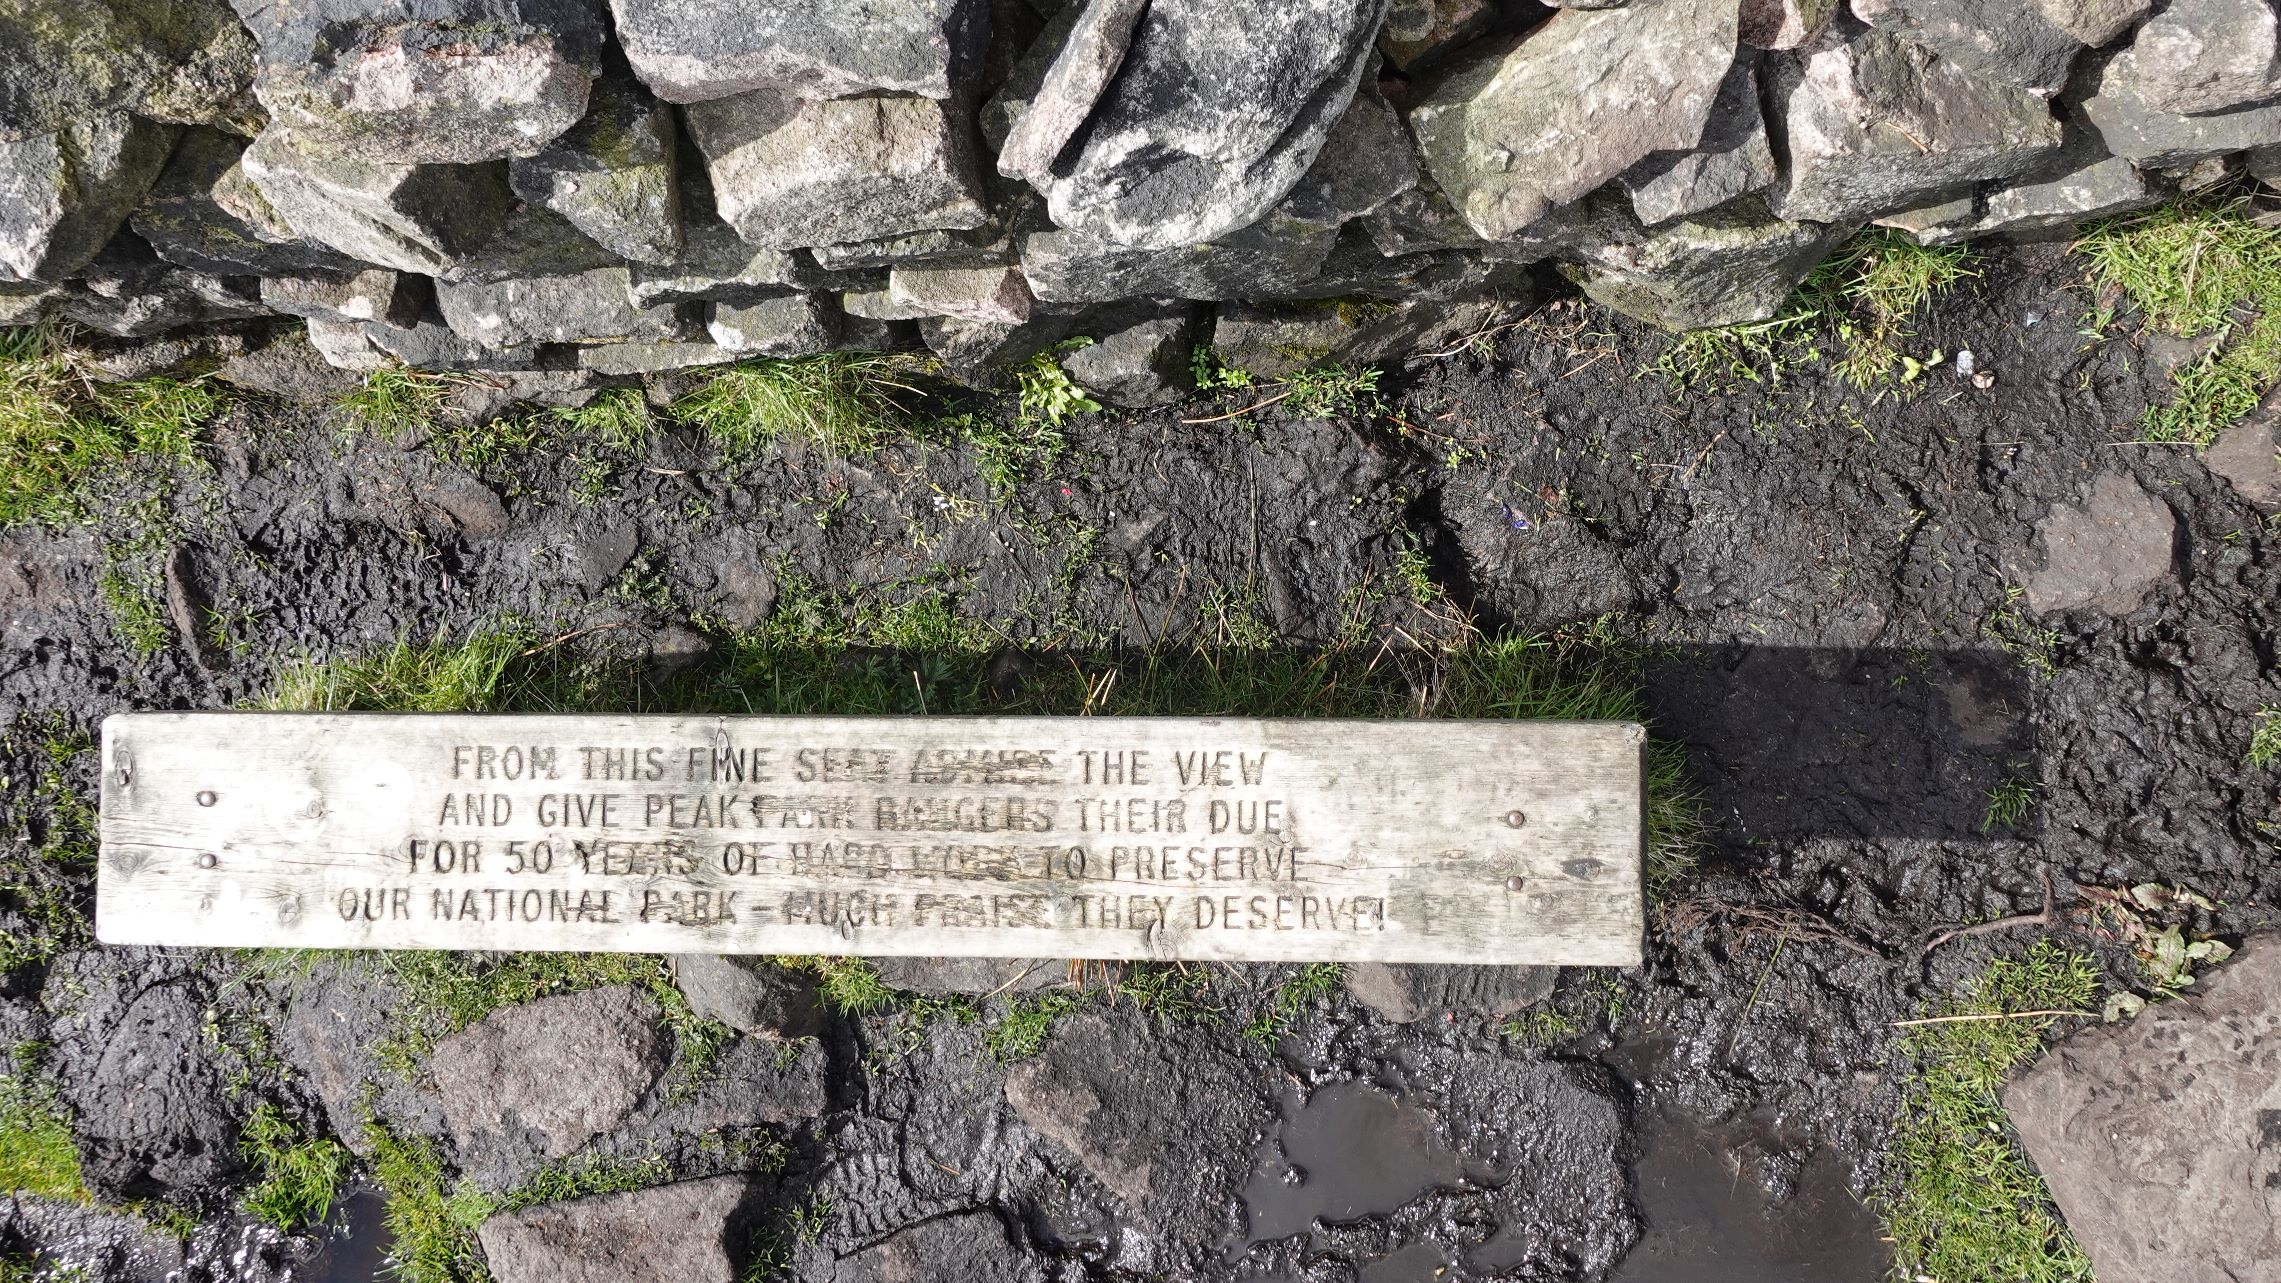 FROM THIS FINE SEAT ADMIRE THE VIEW
AND GIVE PEAK PARK RANGERS THEIR DUE
FOR 50 YEARS OF HARD WORK TO PRESERVE
OUR NATIONAL PARK - MUCH PRAISE THEY DESERVE!